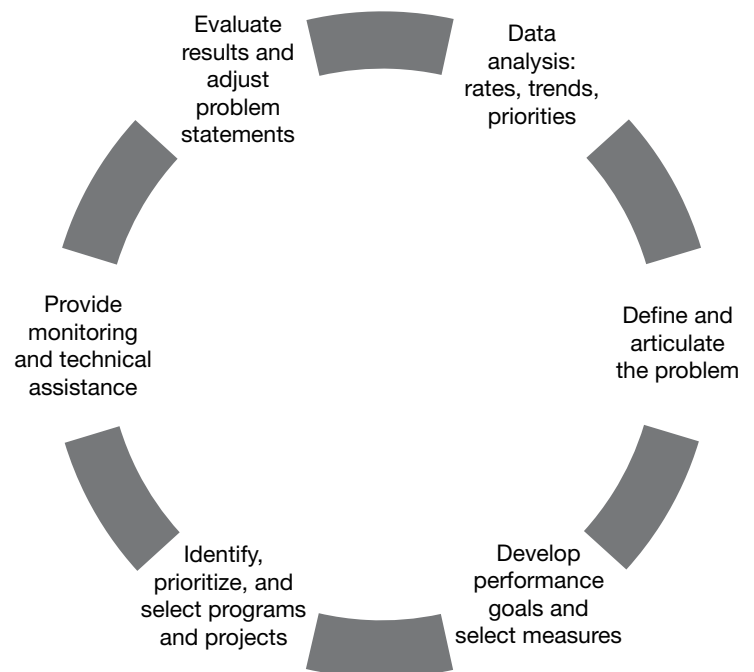 Evaluate
results and
adjust
problem
statements
Data
analysis:
rates, trends,
priorities
Define and
articulate
the problem
Develop
performance
goals and
select measures
Identify,
prioritize, and
select programs
and projects
Provide
monitoring
and technical
assistance